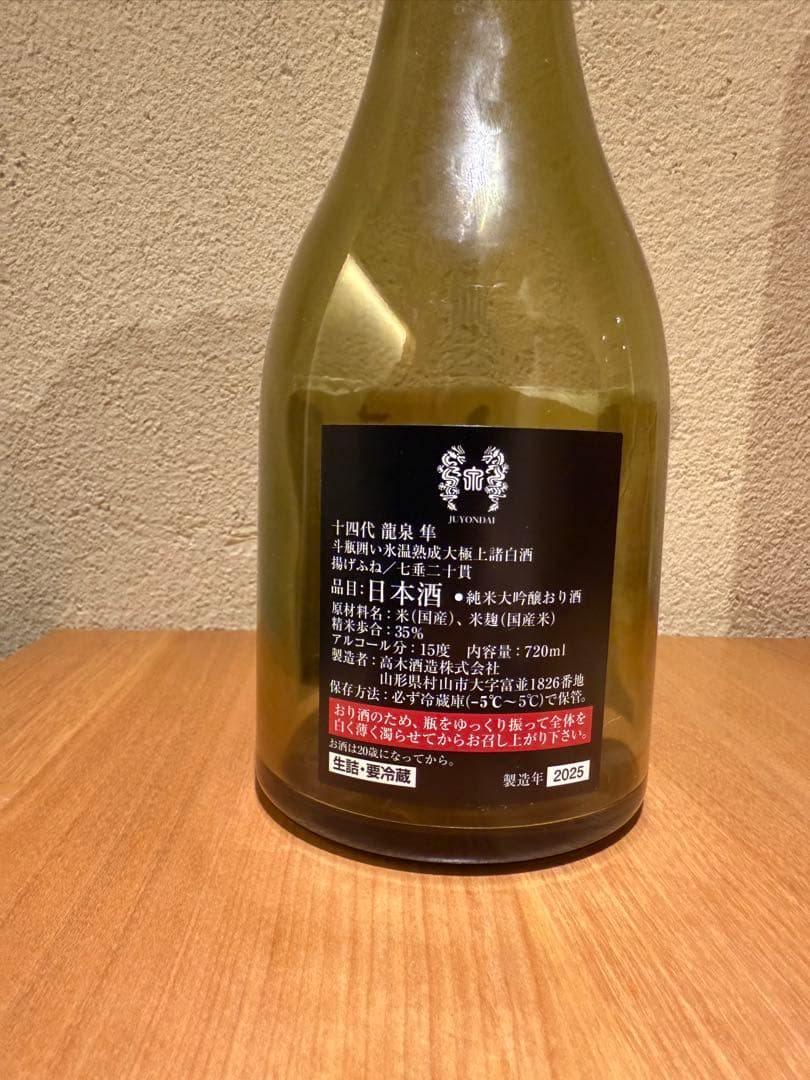 JUYONDAI
十四代 龍泉 隼
斗瓶囲い氷温熟成大極上諸白酒
揚げふね／七垂二十貫
品目：日本酒 ●純米大吟醸おり酒
原材料名：米（国産）、米麹（国産米）
精米歩合：35%
アルコール分：15度 内容量：720ml
製造者：高木酒造株式会社
山形県村山市大字富並1826番地
保存方法：必ず冷蔵庫（-5℃〜5℃）で保管。
おり酒のため、瓶をゆっくり振って全体を
白く薄く濁らせてからお召し上がり下さい。
お酒は20歳になってから。
生詰・要冷蔵
製造年 2025